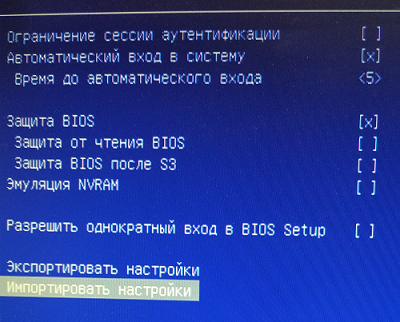 Ограничение сессии аутентификации [ ]
Автоматический вход в систему [x]
Время до автоматического входа <5>
Защита BIOS [x]
Защита от чтения BIOS [ ]
Защита BIOS после S3 [ ]
Эмуляция NVRAM [ ]
Разрешить однократный вход в BIOS Setup [ ]
Экспортировать настройки
Импортировать настройки